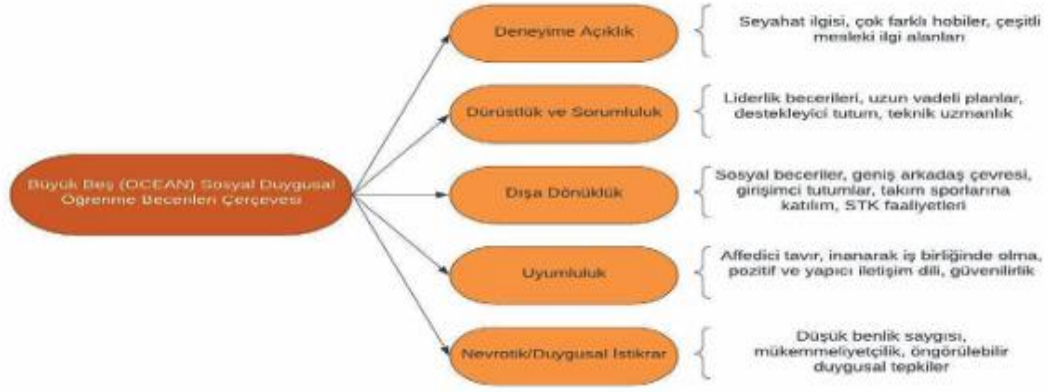 Deneyime Açıklık
Seyahat ilgisi, çok farklı hobiler, çeşitli
mesleki ilgi alanları
Dürüstlük ve Sorumluluk
Liderlik becerileri, uzun vadeli planlar,
destekleyici tutum, teknik uzmanlık
Büyük Beş (OCEAN) Sosyal Duygusal
Öğrenme Becerileri Çerçevesi
Dışa Dönüklük
Sosyal beceriler, geniş arkadaş çevresi,
girişimci tutumlar, takım sporlarına
katılım, STK faaliyetleri
Uyumluluk
Affedici tavır, inanarak iş birliğinde olma,
pozitif ve yapıcı iletişim dili, güvenilirlik
Nevrotik/Duygusal İstikrar
Düşük benlik saygısı,
mükemmeliyetçilik, öngörülebilir
duygusal tepkiler